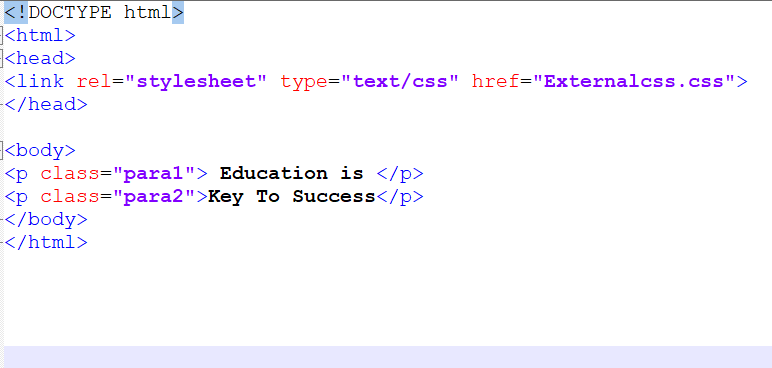 <!DOCTYPE html>
<html>
<head>
<link rel="stylesheet" type="text/css" href="Externalcss.css">
</head>
<body>
<p class="para1"> Education is </p>
<p class="para2">Key To Success</p>
</body>
</html>